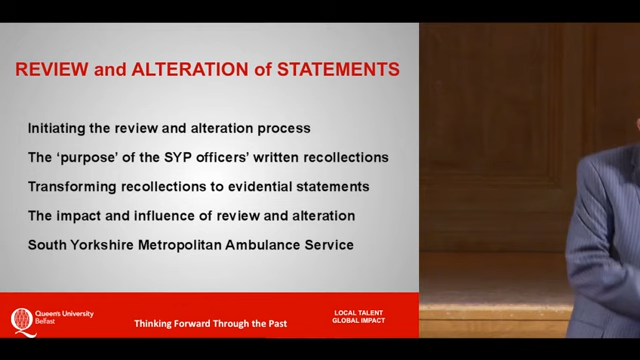 REVIEW and ALTERATION of STATEMENTS
Initiating the review and alteration process
The ‘purpose’ of the SYP officers’ written recollections
Transforming recollections to evidential statements
The impact and influence of review and alteration
South Yorkshire Metropolitan Ambulance Service
Queen's University
Belfast
Thinking Forward Through the Past
LOCAL TALENT
GLOBAL IMPACT